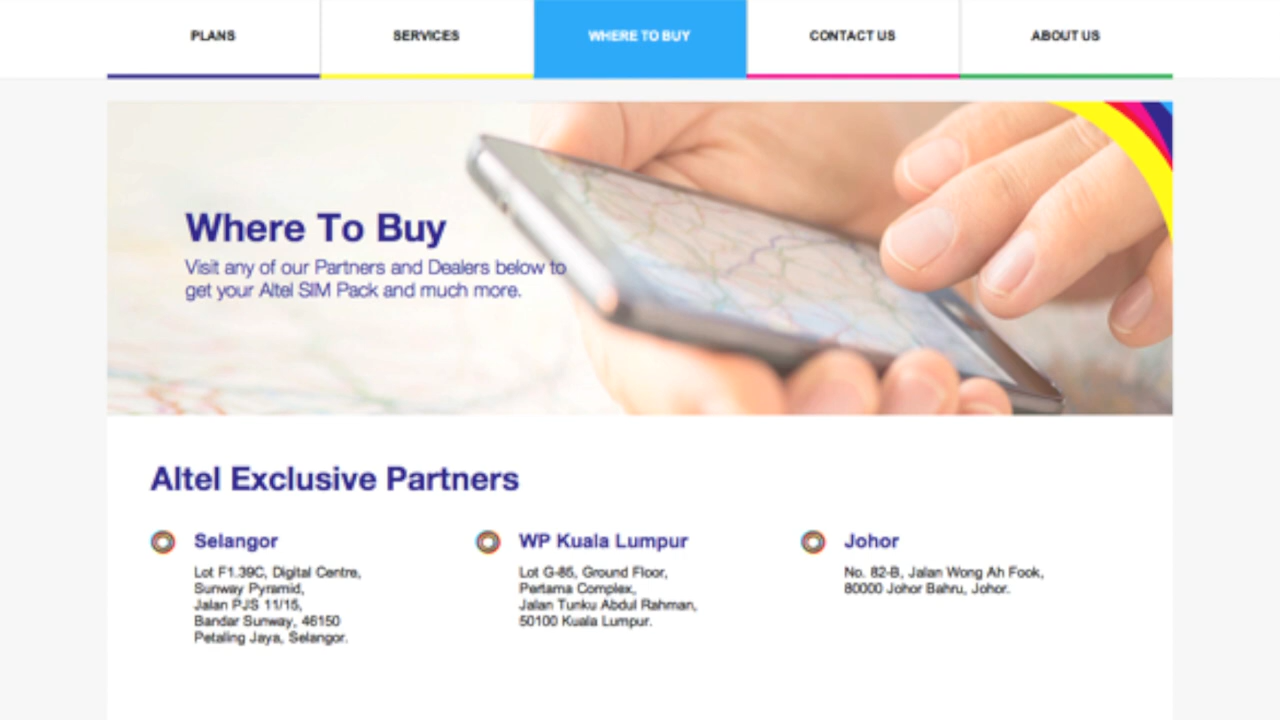 PLANS
SERVICES
WHERE TO BUY
CONTACT US
ABOUT US
Where To Buy
Visit any of our Partners and Dealers below to
get your Altel SIM Pack and much more.
Altel Exclusive Partners
Selangor
Lot F1.39C, Digital Centre,
Sunway Pyramid,
Jalan PJS 11/15,
Bandar Sunway, 46150
Petaling Jaya, Selangor.
WP Kuala Lumpur
Lot G-85, Ground Floor,
Pertama Complex,
Jalan Tunku Abdul Rahman,
50100 Kuala Lumpur.
Johor
No. 82-B, Jalan Wong Ah Fook,
80000 Johor Bahru, Johor.